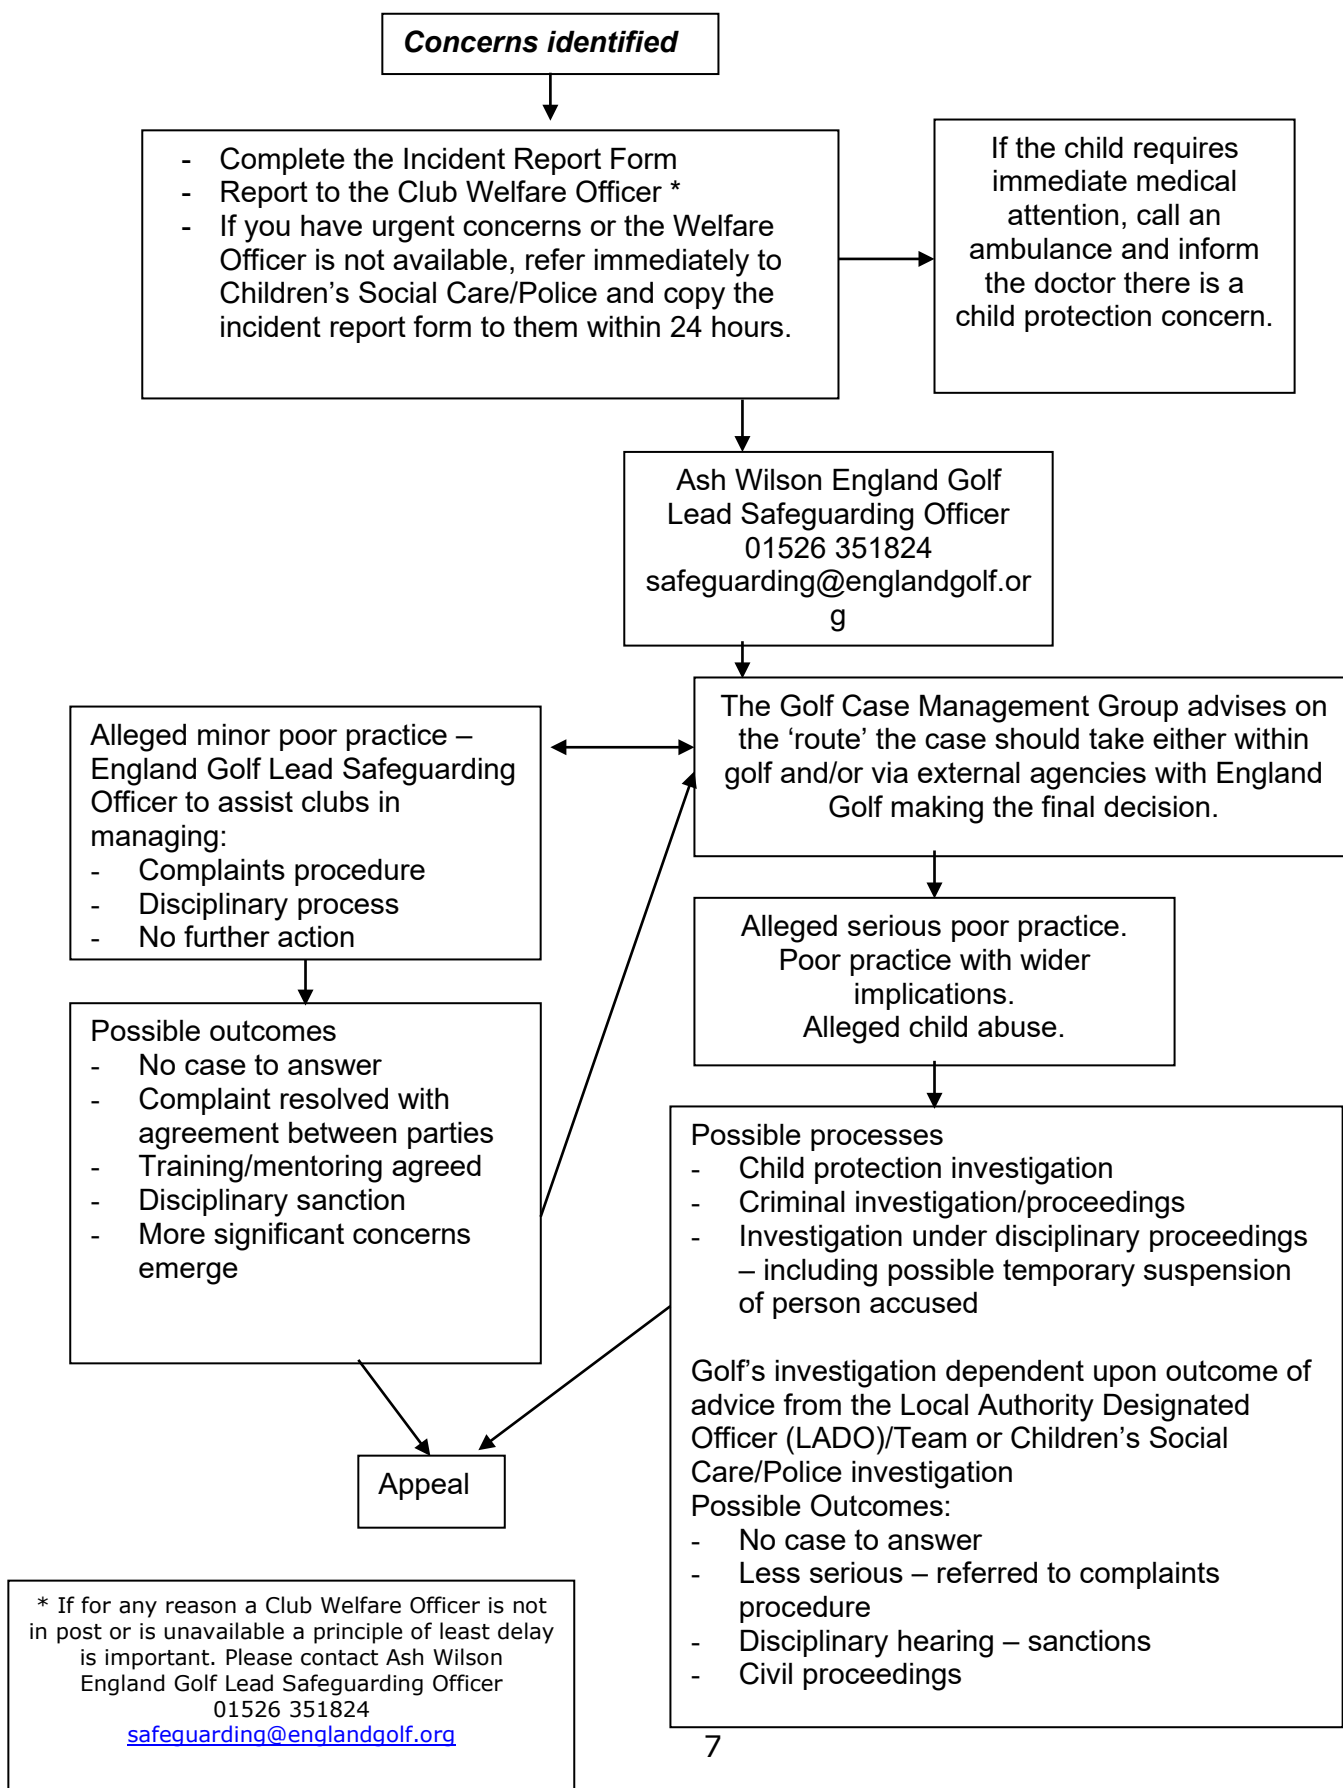 Concerns identified
- Complete the Incident Report Form
- Report to the Club Welfare Officer *
- If you have urgent concerns or the Welfare
Officer is not available, refer immediately to
Children’s Social Care/Police and copy the
incident report form to them within 24 hours.
If the child requires
immediate medical
attention, call an
ambulance and inform
the doctor there is a
child protection concern.
Ash Wilson England Golf
Lead Safeguarding Officer
01526 351824
safeguarding@englandgolf.or
g
The Golf Case Management Group advises on
the ‘route’ the case should take either within
golf and/or via external agencies with England
Golf making the final decision.
Alleged minor poor practice –
England Golf Lead Safeguarding
Officer to assist clubs in
managing:
- Complaints procedure
- Disciplinary process
- No further action
Alleged serious poor practice.
Poor practice with wider
implications.
Alleged child abuse.
Possible outcomes
- No case to answer
- Complaint resolved with
agreement between parties
- Training/mentoring agreed
- Disciplinary sanction
- More significant concerns
emerge
Possible processes
- Child protection investigation
- Criminal investigation/proceedings
- Investigation under disciplinary proceedings
– including possible temporary suspension
of person accused
Golf’s investigation dependent upon outcome of
advice from the Local Authority Designated
Officer (LADO)/Team or Children’s Social
Care/Police investigation
Possible Outcomes:
- No case to answer
- Less serious – referred to complaints
procedure
- Disciplinary hearing – sanctions
- Civil proceedings
Appeal
* If for any reason a Club Welfare Officer is not
in post or is unavailable a principle of least delay
is important. Please contact Ash Wilson
England Golf Lead Safeguarding Officer
01526 351824
safeguarding@englandgolf.org
7